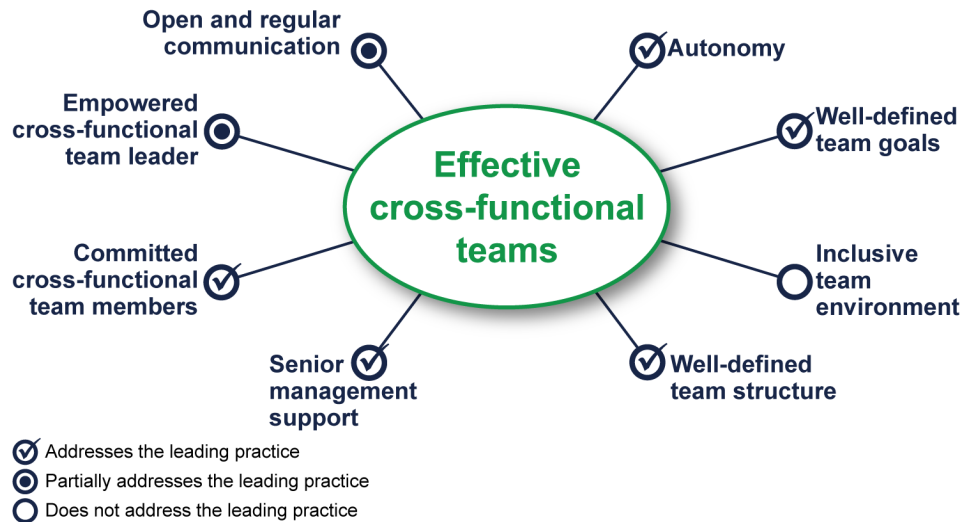 Open and regular
communication
Autonomy
Empowered
cross-functional
team leader
Well-defined
team goals
Effective
cross-functional
teams
Committed
cross-functional
team members
Inclusive
team
environment
Senior
management
support
Well-defined
team structure
Addresses the leading practice
Partially addresses the leading practice
Does not address the leading practice